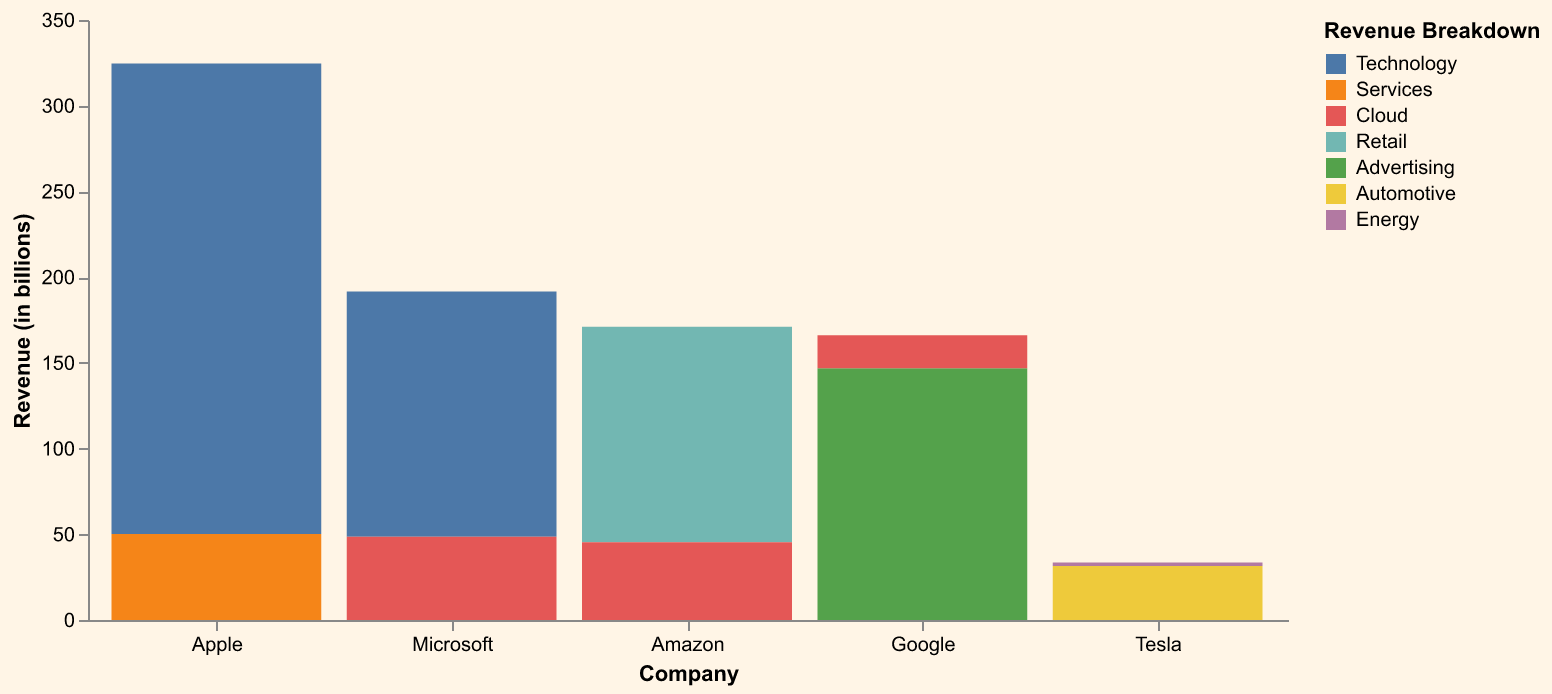 350
300
250
200
150
100
50
0
Revenue (in billions)
Apple
Microsoft
Amazon
Google
Tesla
Company
Revenue Breakdown
Technology
Services
Cloud
Retail
Advertising
Automotive
Energy